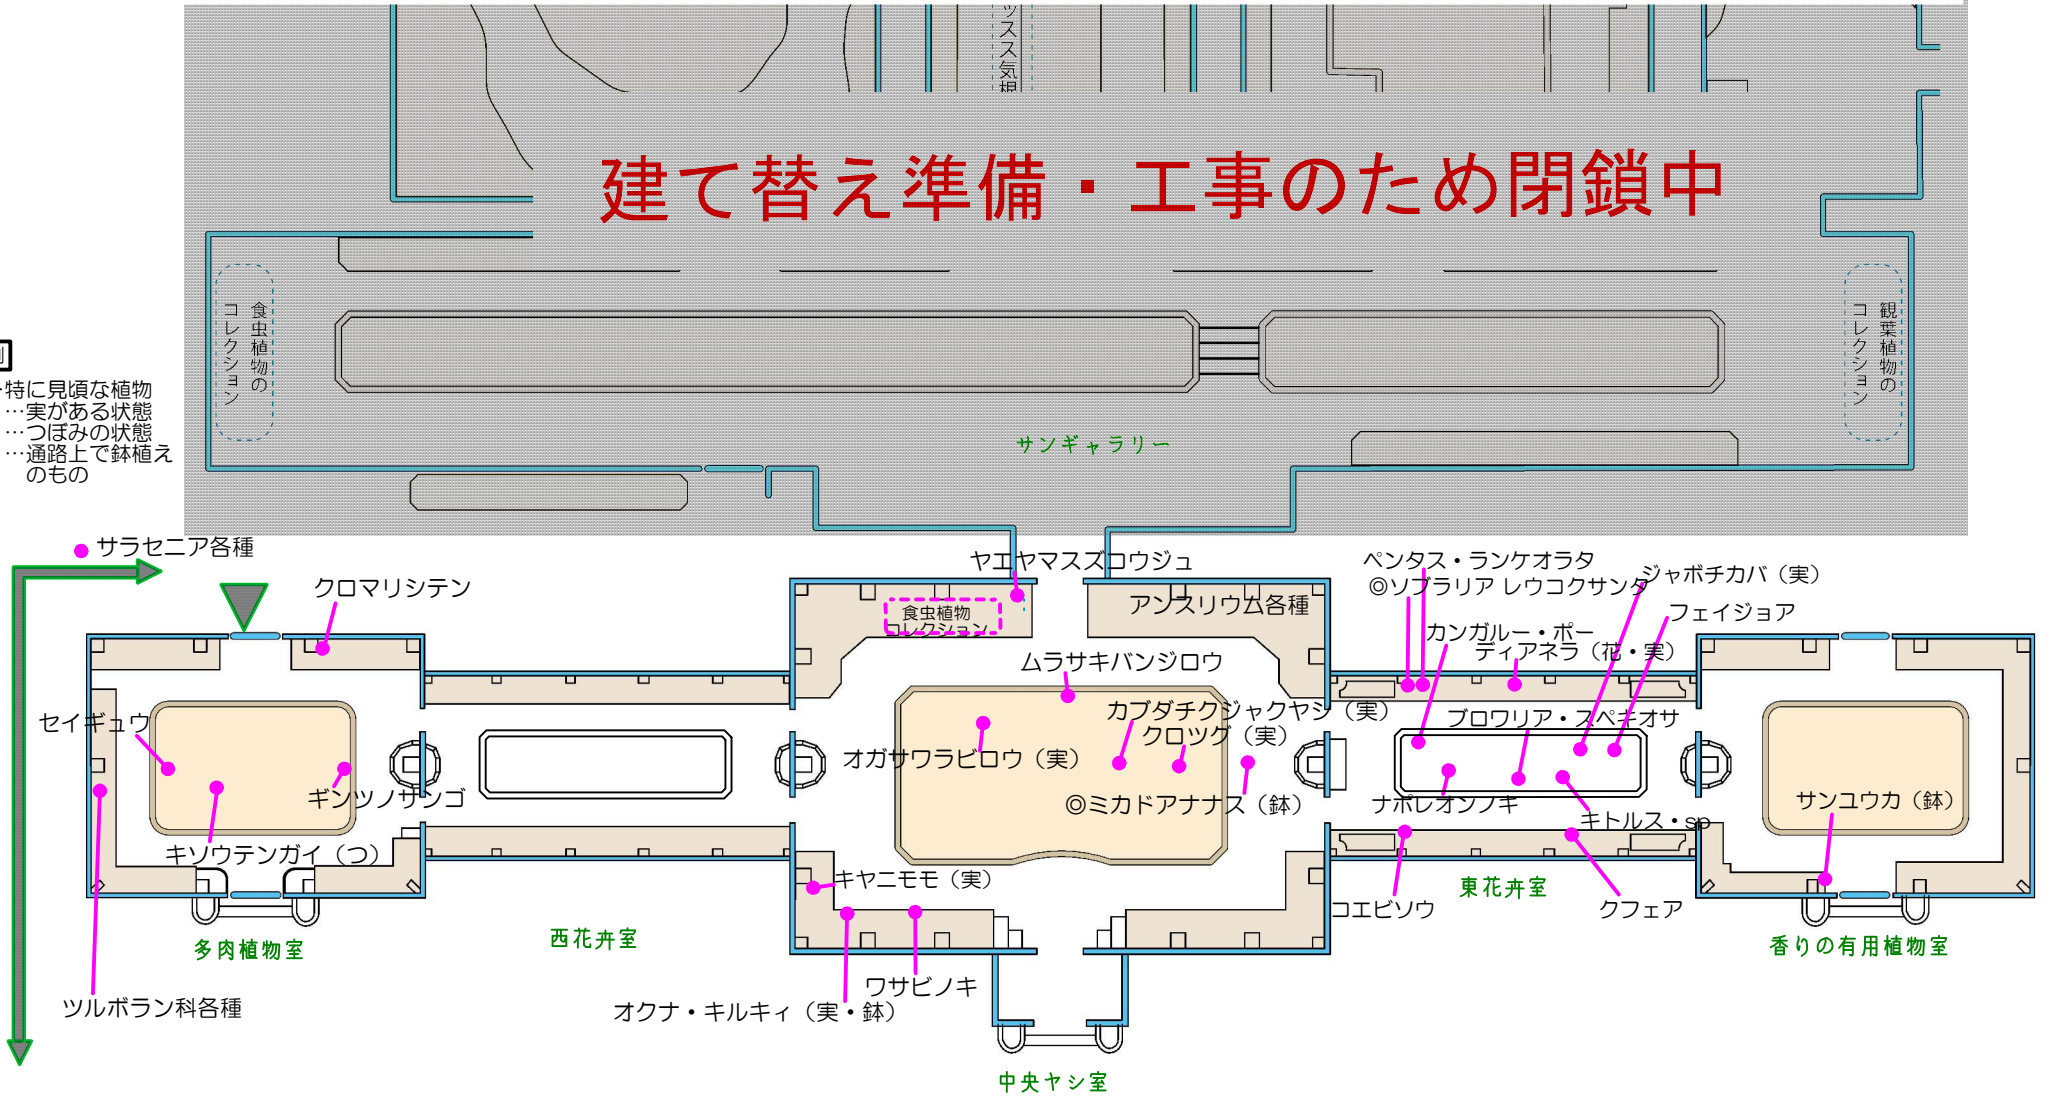 ッスス気根
建て替え準備・工事のため閉鎖中
食虫植物の
コレクション
観葉植物の
コレクション
サンギャラリー
特に見頃な植物
…実がある状態
…つぼみの状態
…通路上で鉢植え
のもの
サラセニア各種
クロマリシテン
セイギュウ
ギンツノサンゴ
キソウテンガイ（つ）
ツルボラン科各種
多肉植物室
西花卉室
ヤエヤマスズコウジュ
食虫植物
コレクション
アンスリウム各種
ムラサキバンジロウ
カブダチクジャクヤシ（実）
クロツグ（実）
オガサワラビロウ（実）
◎ミカドアナナス（鉢）
キヤニモモ（実）
ワサビノキ
オクナ・キルキィ（実・鉢）
中央ヤシ室
ペンタス・ランケオラタ
◎ソブラリア レウコクサンタ
ジャボチカバ（実）
フェイジョア
カンガルー・ポー
ディアネラ（花・実）
ブロワリア・スペキオサ
ナポレオンノキ
キトルス・sp
コエビソウ
クフェア
東花卉室
サンユウカ（鉢）
香りの有用植物室